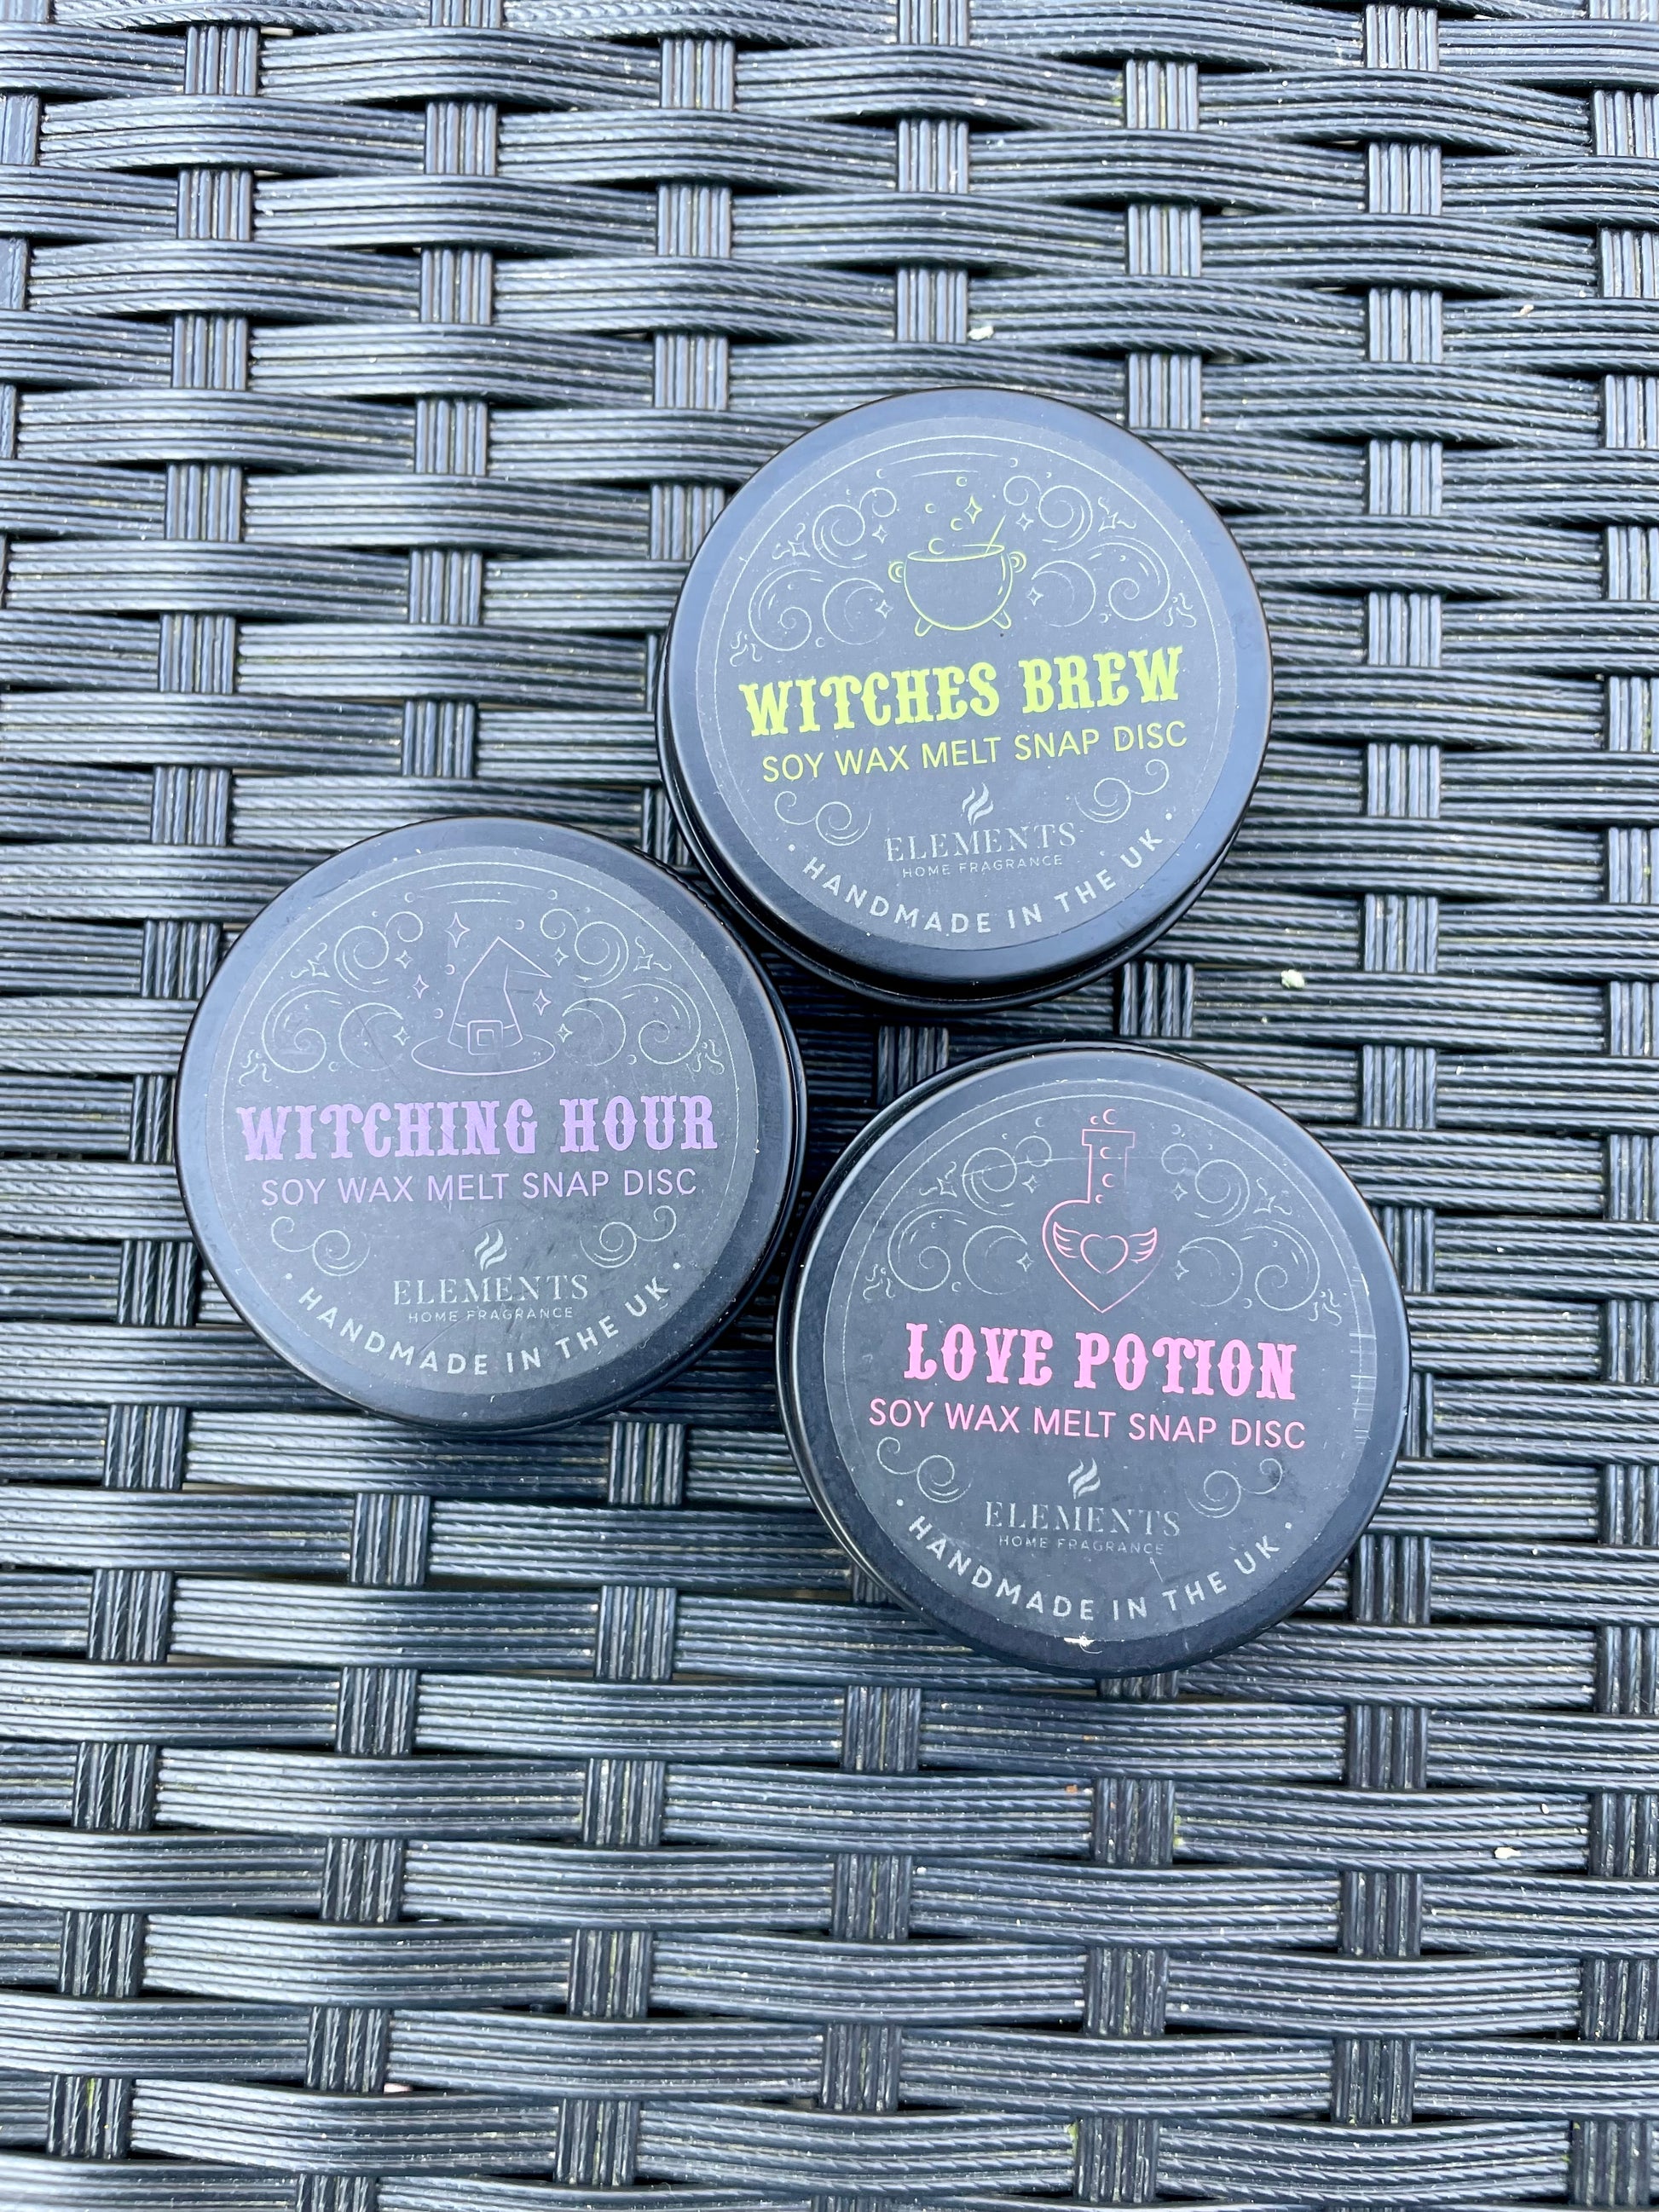 WITCHES BREW
SOY WAX MELT SNAP DISC
ELEMENTS
HOME FRAGRANCE
• HANDMADE IN THE UK •
WITCHING HOUR
SOY WAX MELT SNAP DISC
ELEMENTS
HOME FRAGRANCE
• HANDMADE IN THE UK •
LOVE POTION
SOY WAX MELT SNAP DISC
ELEMENTS
HOME FRAGRANCE
• HANDMADE IN THE UK •